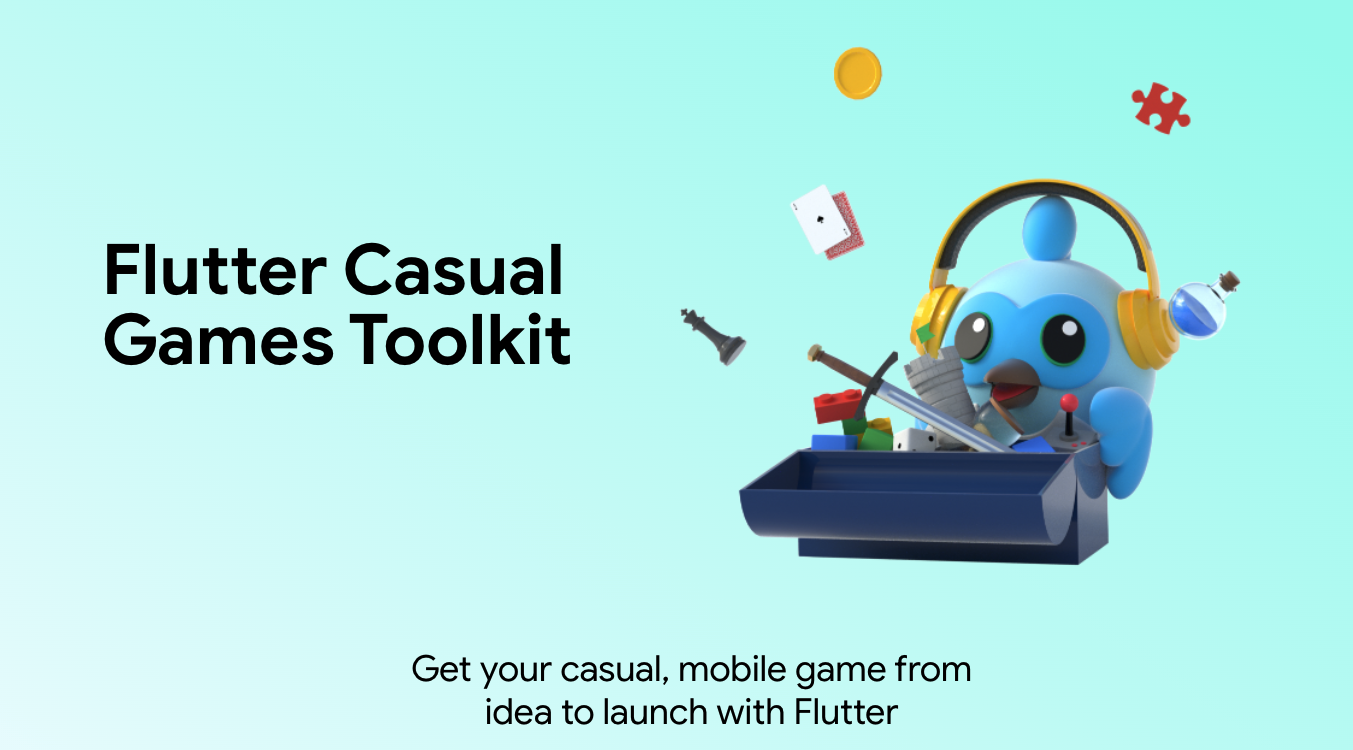 Flutter Casual
Games Toolkit
Get your casual, mobile game from
idea to launch with Flutter